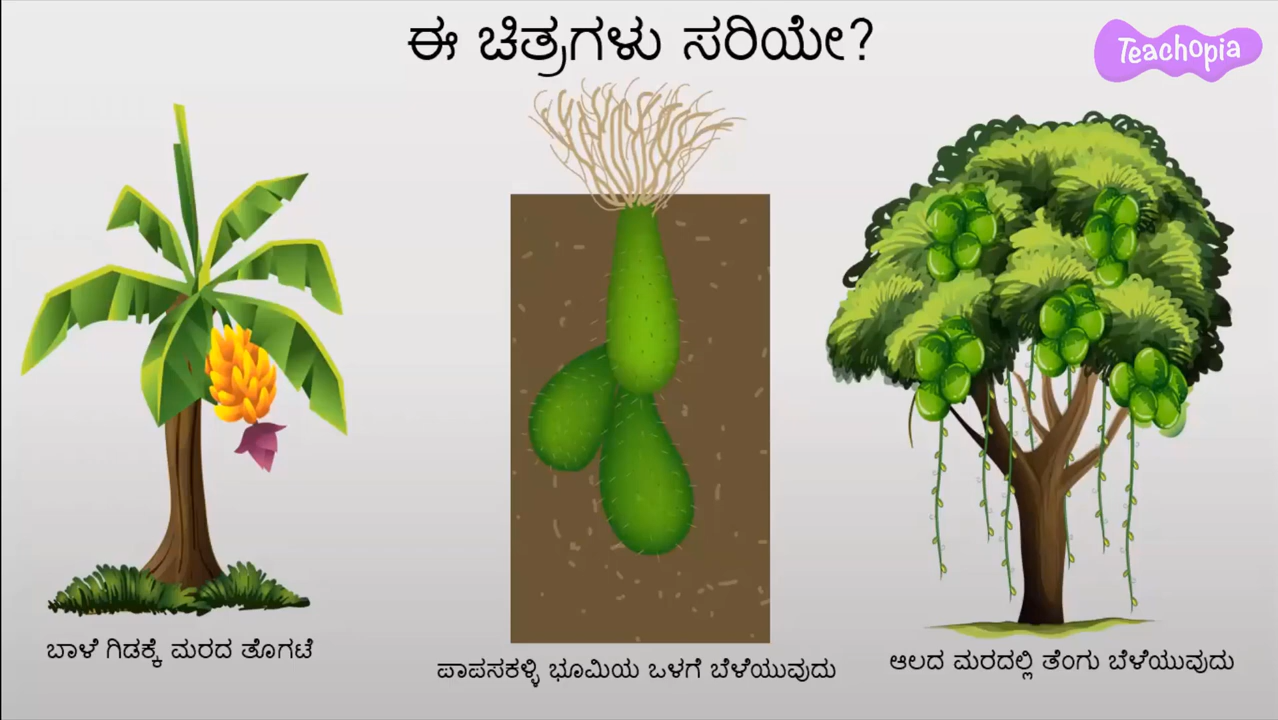 ಈ ಚಿತ್ರಗಳು ಸರಿಯೇ?
Teachopia
ಬಾಳೆ ಗಿಡಕ್ಕೆ ಮರದ ತೊಗಟೆ
ಪಾಪಸಕಳ್ಳಿ ಭೂಮಿಯ ಒಳಗೆ ಬೆಳೆಯುವುದು
ಆಲದ ಮರದಲ್ಲಿ ತೆಂಗು ಬೆಳೆಯುವುದು